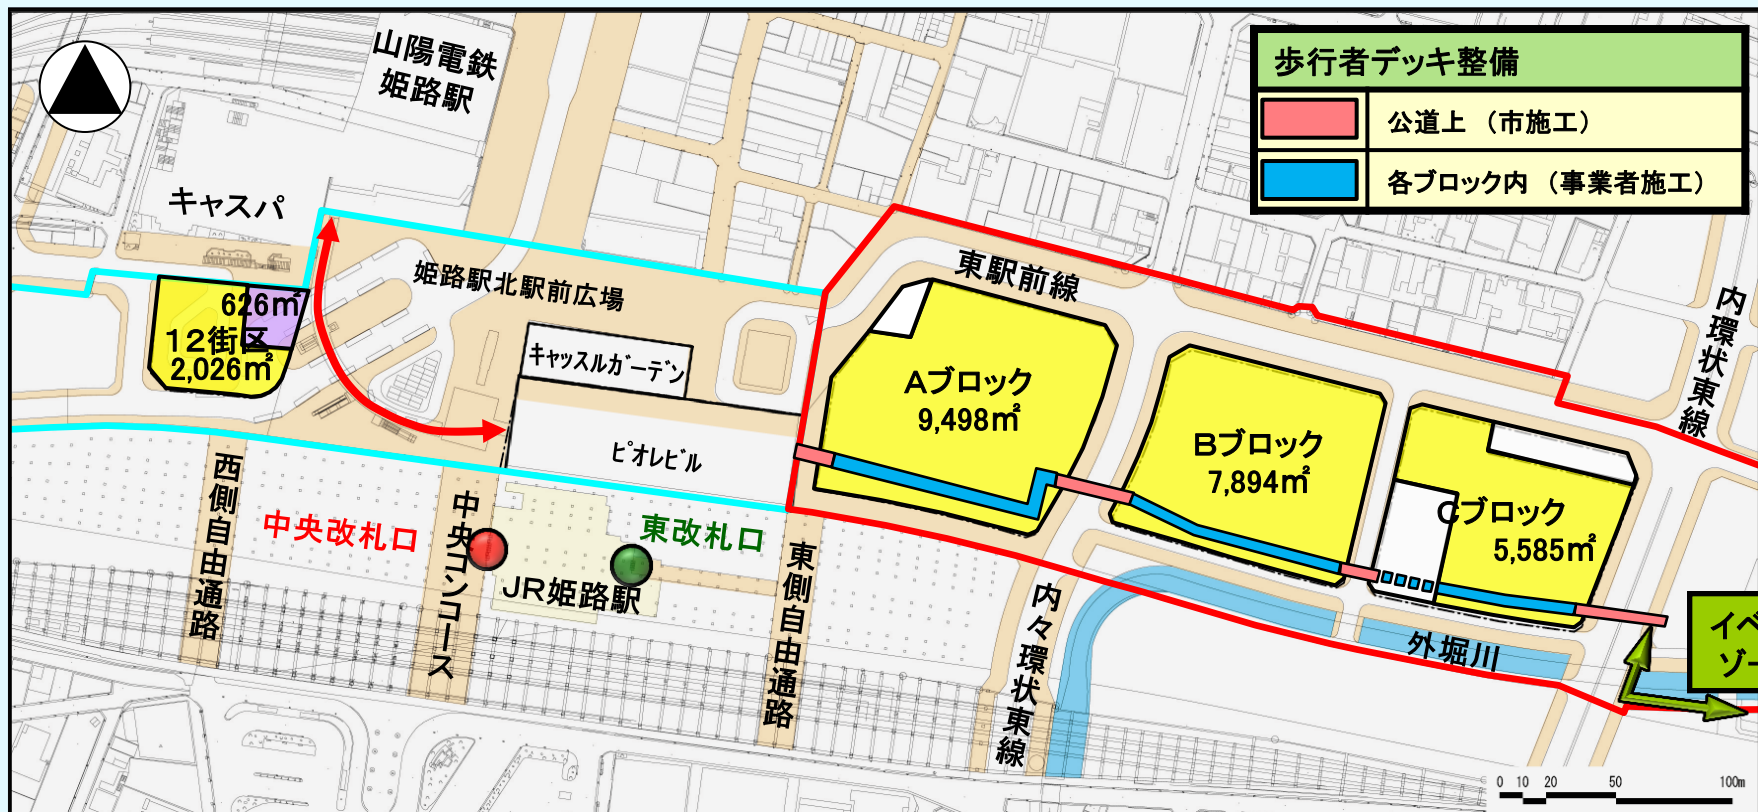 山陽電鉄
姫路駅
歩行者デッキ整備
公道上 （市施工）
各ブロック内 （事業者施工）
キャスパ
姫路駅北駅前広場
東駅前線
内環状東線
626㎡
12街区
2,026㎡
キャッスルガーデン
ピオレビル
Aブロック
9,498㎡
Bブロック
7,894㎡
Cブロック
5,585㎡
西側自由通路
中央改札口
中央コンコース
東改札口
JR姫路駅
東側自由通路
内々環状東線
外堀川
イベ
ゾー
0 10 20 50 100m